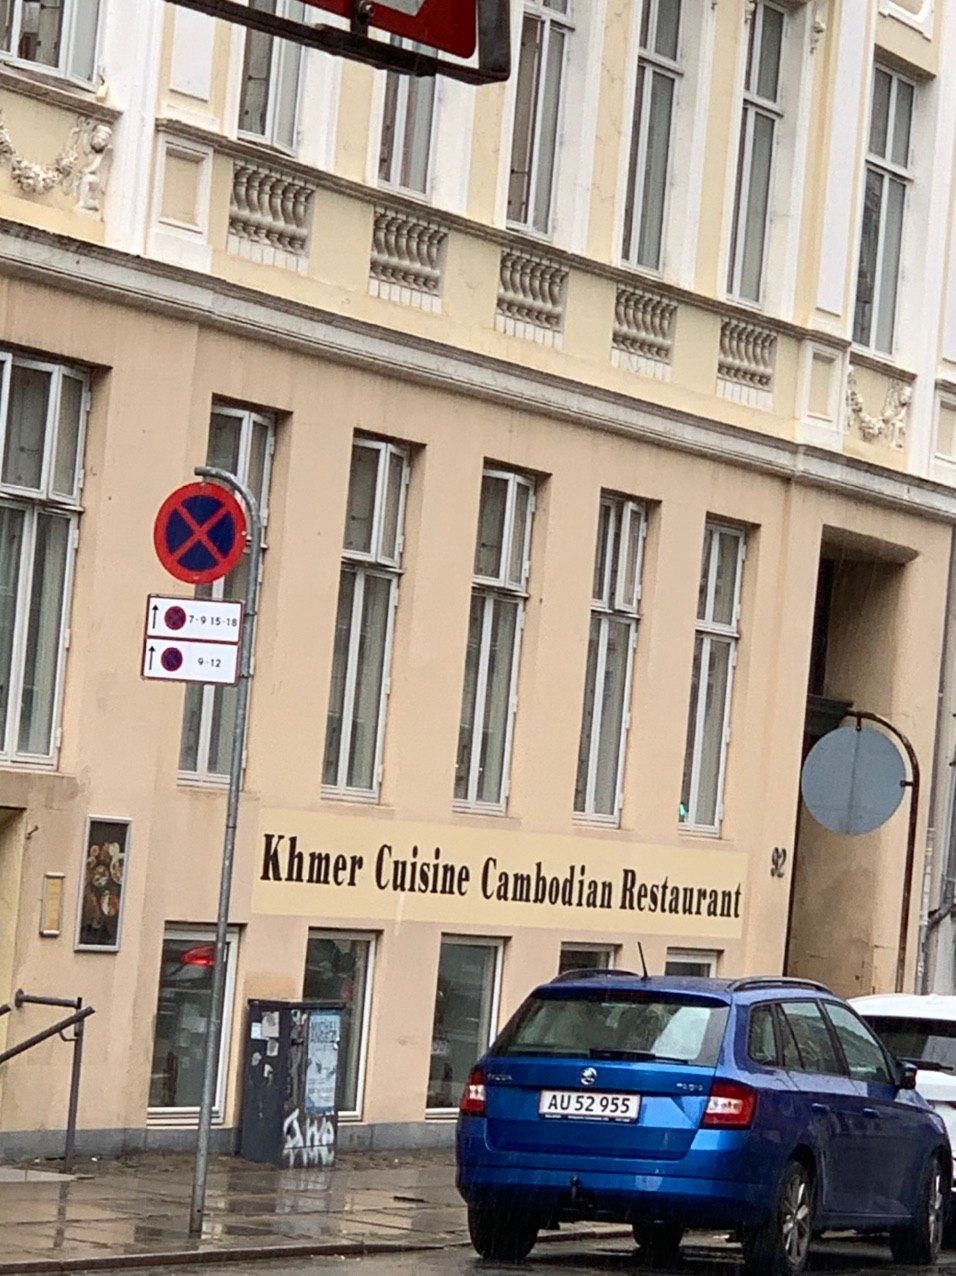 7-9 15-18
9-12
Khmer Cuisine Cambodian Restaurant
92
AU 52 955